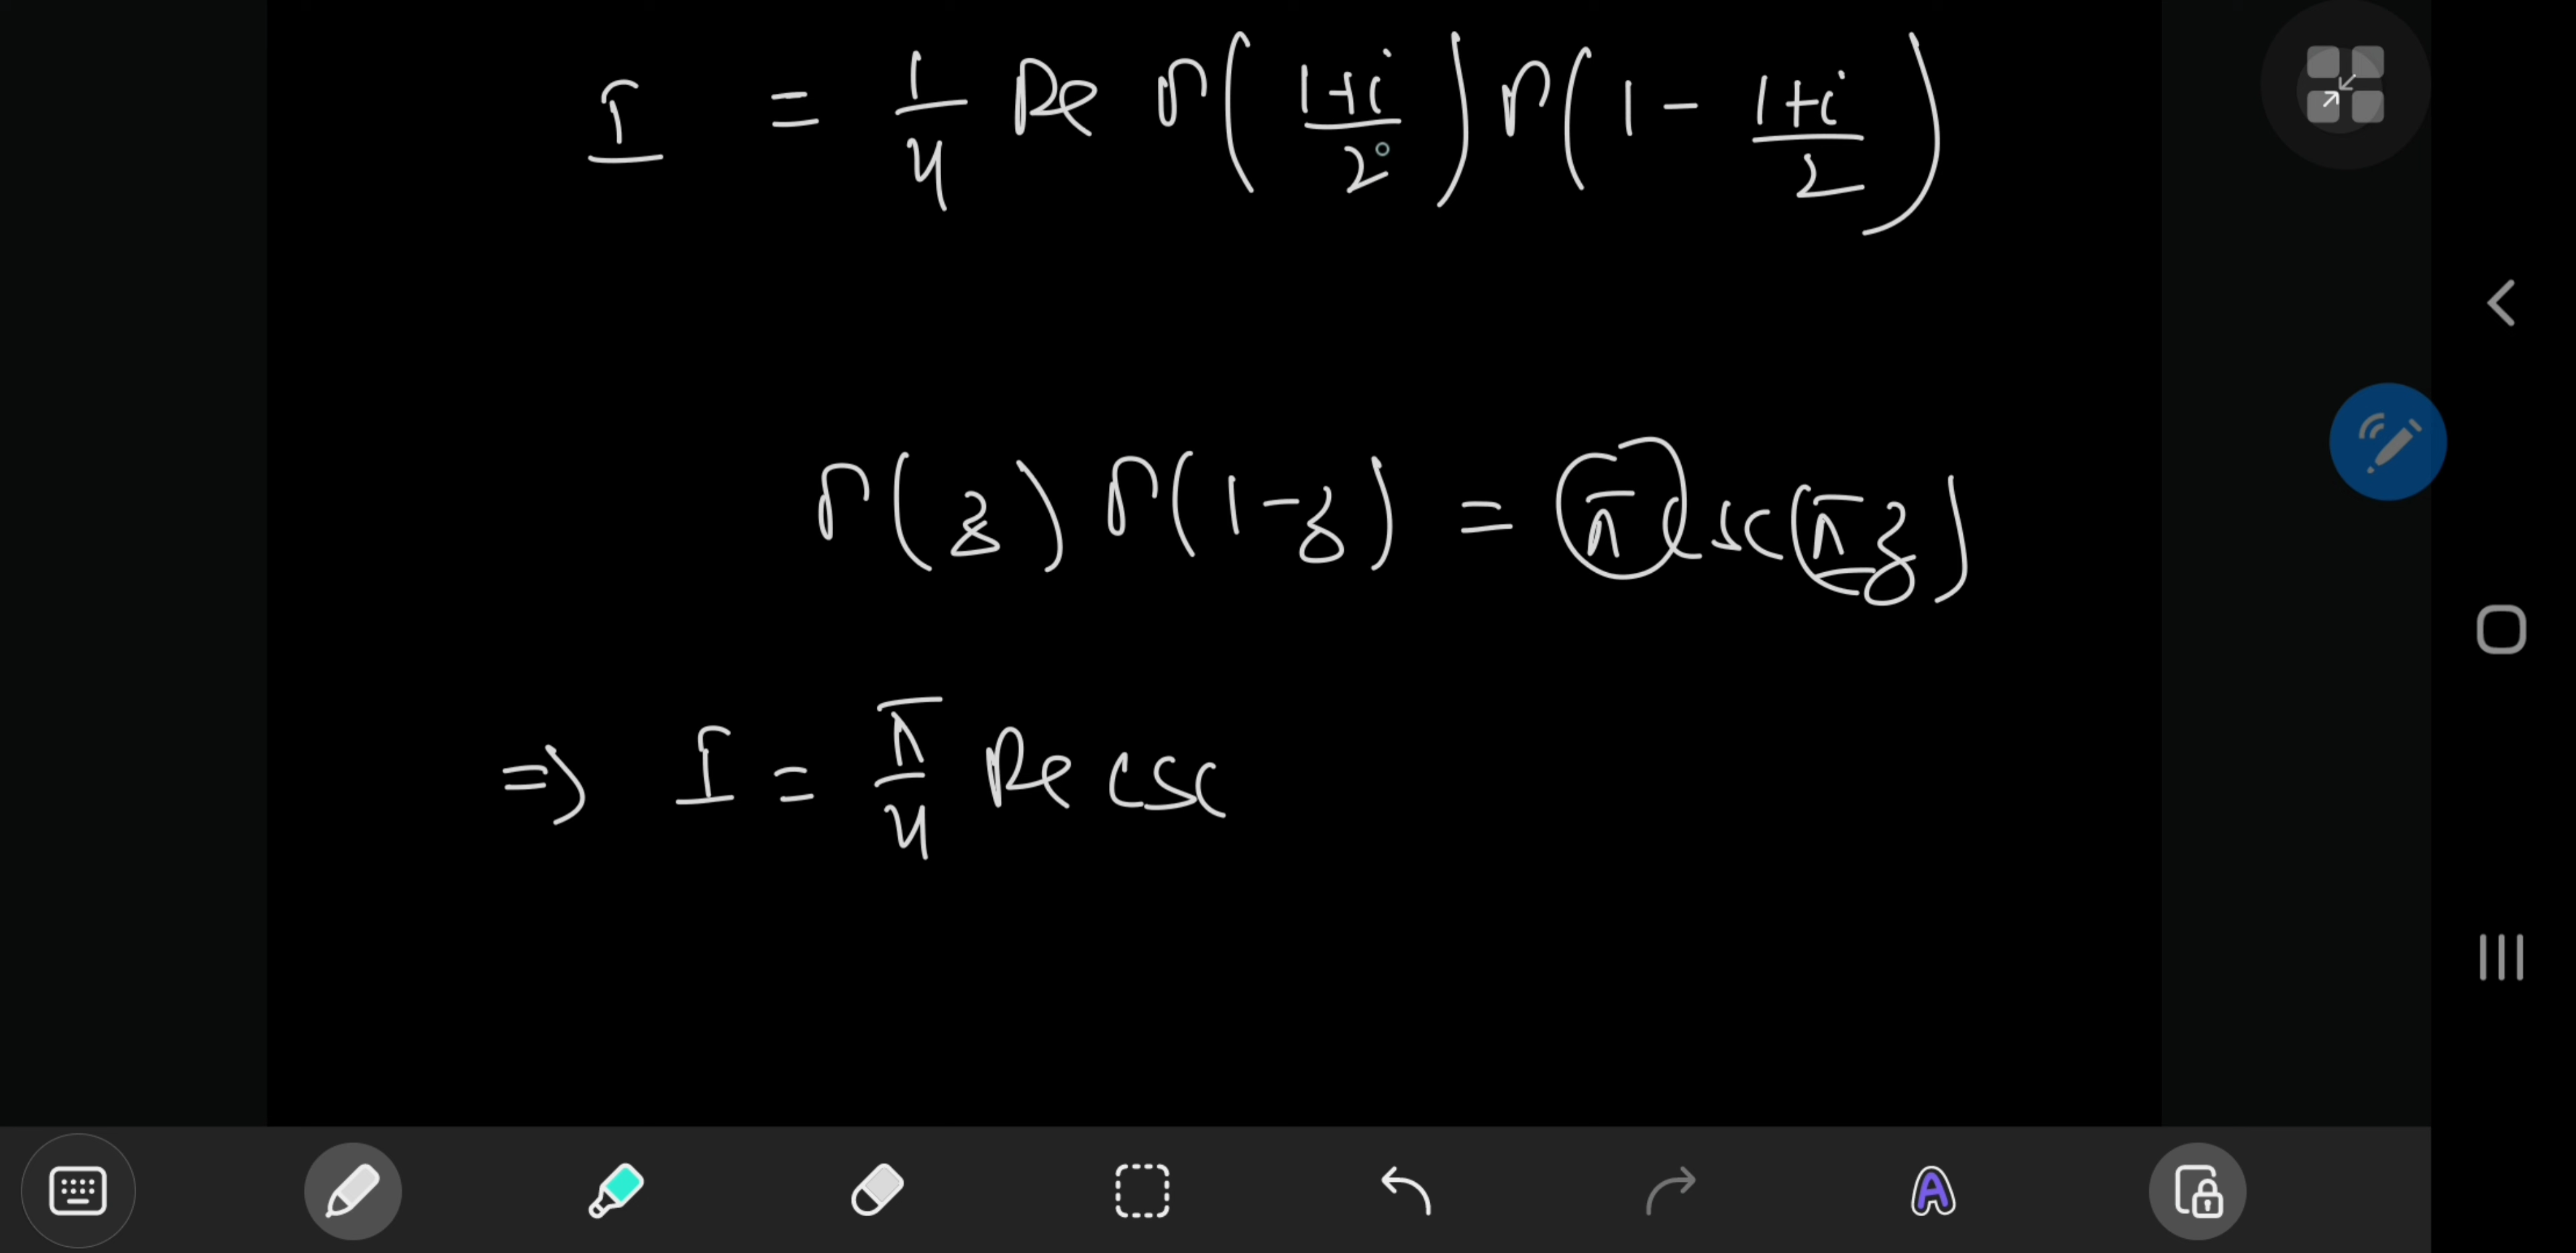 I = 1/4 Re Γ((1+i)/2) Γ(1 - (1+i)/2)
Γ(z) Γ(1-z) = π csc(πz)
=> I = π/4 Re csc
A